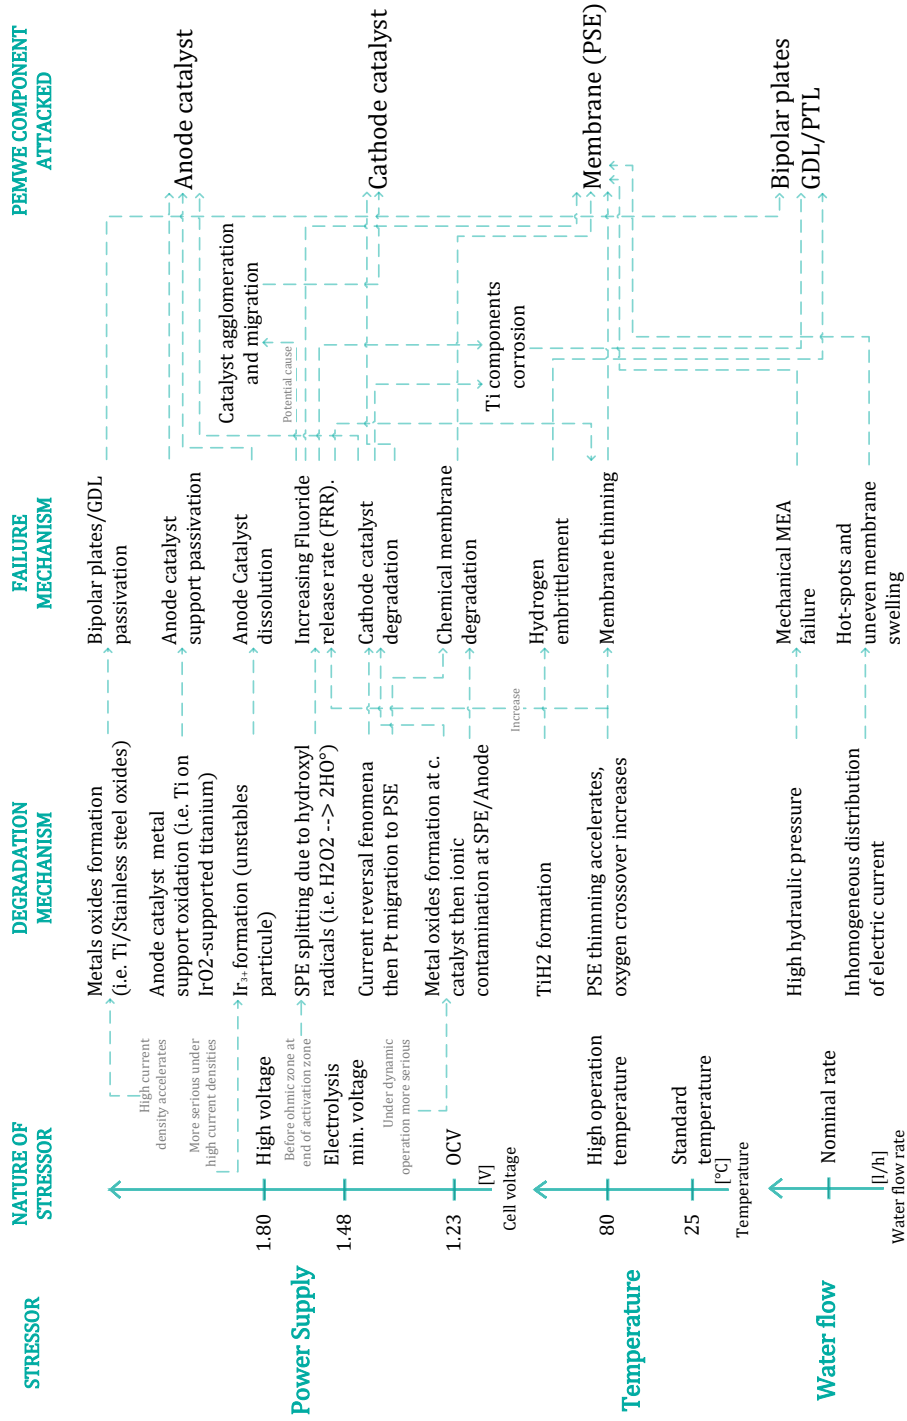 STRESSOR
NATURE OF
STRESSOR
DEGRADATION
MECHANISM
FAILURE
MECHANISM
PEMWE COMPONENT
ATTACKED
Power Supply
1.80
1.48
1.23
High voltage
Electrolysis
min. voltage
OCV
[V]
Cell voltage
High current
density accelerates
More serious under
high current densities
Before ohmic zone at
end of activation zone
Under dynamic
operation more serious
Metals oxides formation
(i.e. Ti/Stainless steel oxides)
Anode catalyst metal
support oxidation (i.e. Ti on
IrO2-supported titanium)
Ir3+ formation (unstables
particule)
SPE splitting due to hydroxyl
radicals (i.e. H2O2 --> 2HO°)
Current reversal fenomena
then Pt migration to PSE
Metal oxides formation at c.
catalyst then ionic
contamination at SPE/Anode
Bipolar plates/GDL
passivation
Anode catalyst
support passivation
Anode Catalyst
dissolution
Increasing Fluoride
release rate (FRR).
Cathode catalyst
degradation
Chemical membrane
degradation
Increase
Catalyst agglomeration
and migration
Potential cause
Ti components
corrosion
Anode catalyst
Cathode catalyst
Membrane (PSE)
Bipolar plates
GDL/PTL
Temperature
80
25
High operation
temperature
Standard
temperature
[°C]
Temperature
TiH2 formation
PSE thinnning accelerates,
oxygen crossover increases
Hydrogen
embrittlement
Membrane thinning
Water flow
Nominal rate
[l/h]
Water flow rate
High hydraulic pressure
Inhomogeneous distribution
of electric current
Mechanical MEA
failure
Hot-spots and
uneven membrane
swelling